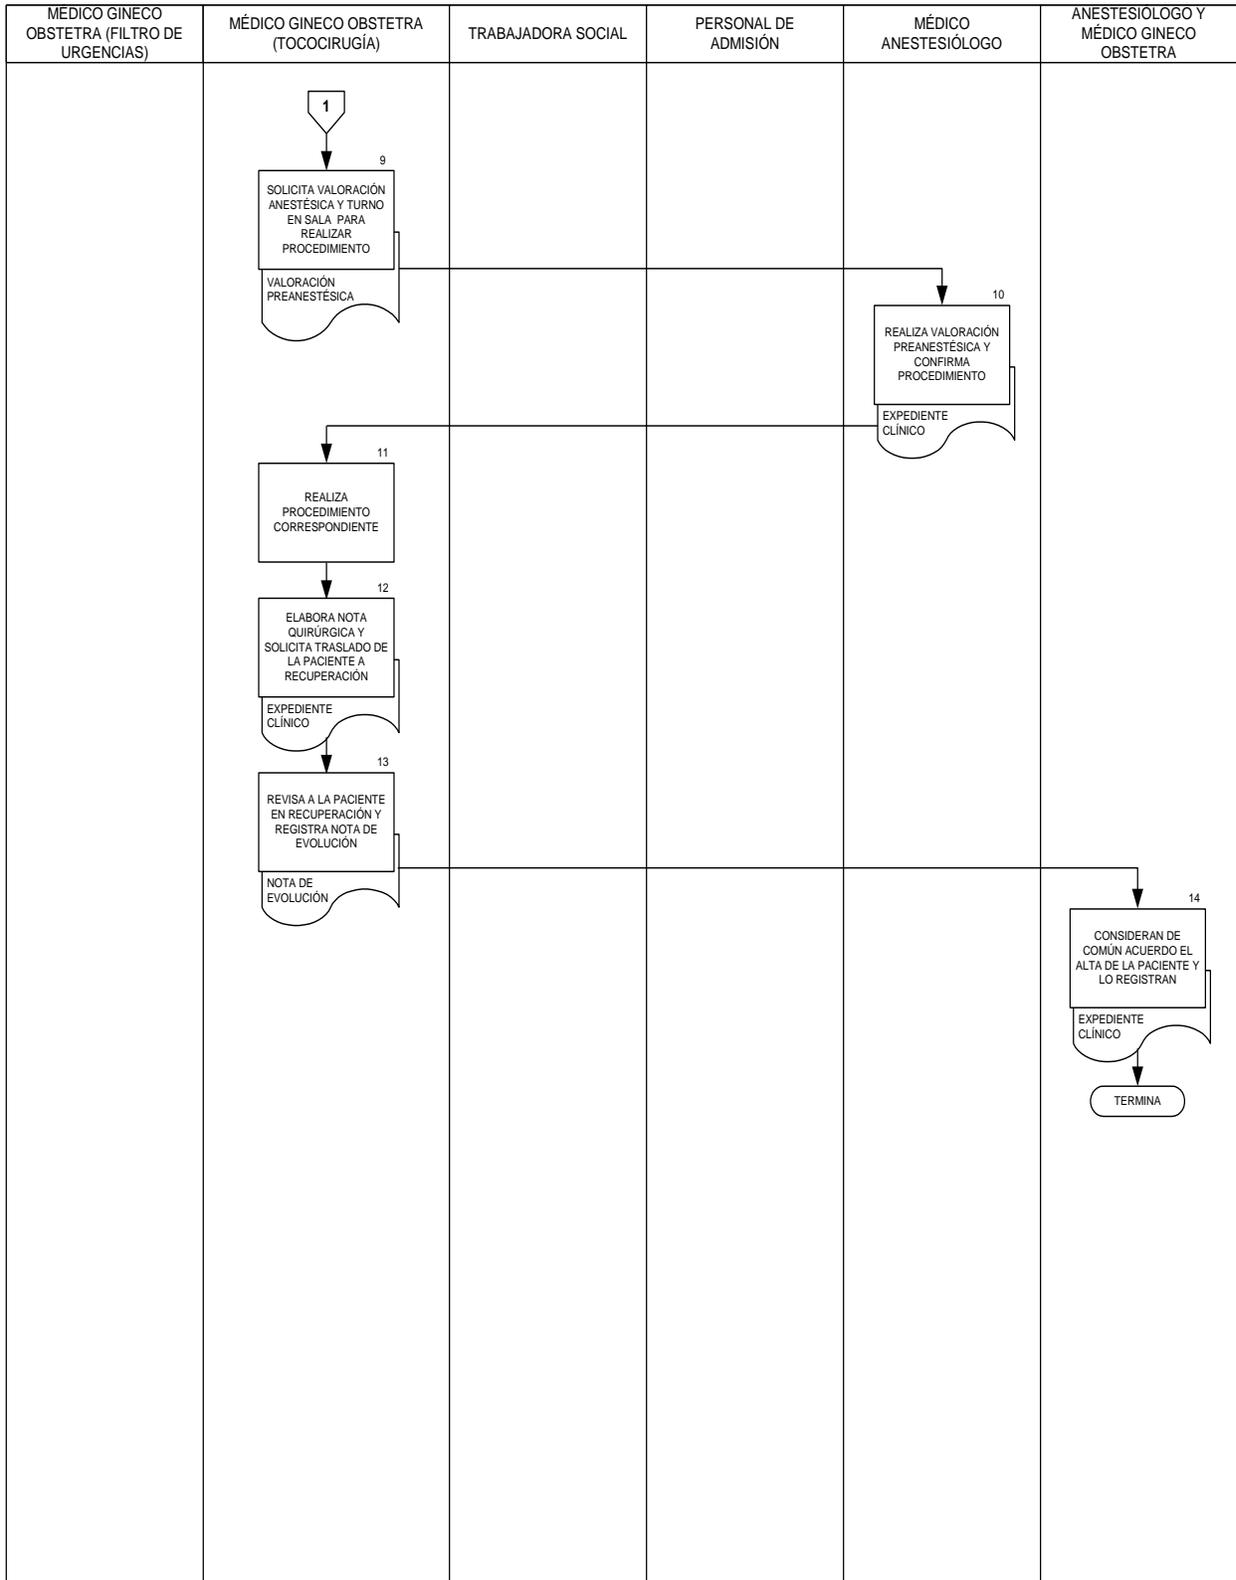 MÉDICO GINECO
OBSTETRA (FILTRO DE
URGENCIAS)
MÉDICO GINECO OBSTETRA
(TOCOCIRUGÍA)
TRABAJADORA SOCIAL
PERSONAL DE
ADMISIÓN
MÉDICO
ANESTESIÓLOGO
ANESTESIOLOGO Y
MÉDICO GINECO
OBSTETRA
1
9
SOLICITA VALORACIÓN
ANESTÉSICA Y TURNO
EN SALA PARA
REALIZAR
PROCEDIMIENTO
VALORACIÓN
PREANESTÉSICA
10
REALIZA VALORACIÓN
PREANESTÉSICA Y
CONFIRMA
PROCEDIMIENTO
EXPEDIENTE
CLÍNICO
11
REALIZA
PROCEDIMIENTO
CORRESPONDIENTE
12
ELABORA NOTA
QUIRÚRGICA Y
SOLICITA TRASLADO DE
LA PACIENTE A
RECUPERACIÓN
EXPEDIENTE
CLÍNICO
13
REVISA A LA PACIENTE
EN RECUPERACIÓN Y
REGISTRA NOTA DE
EVOLUCIÓN
NOTA DE
EVOLUCIÓN
14
CONSIDERAN DE
COMÚN ACUERDO EL
ALTA DE LA PACIENTE Y
LO REGISTRAN
EXPEDIENTE
CLÍNICO
TERMINA